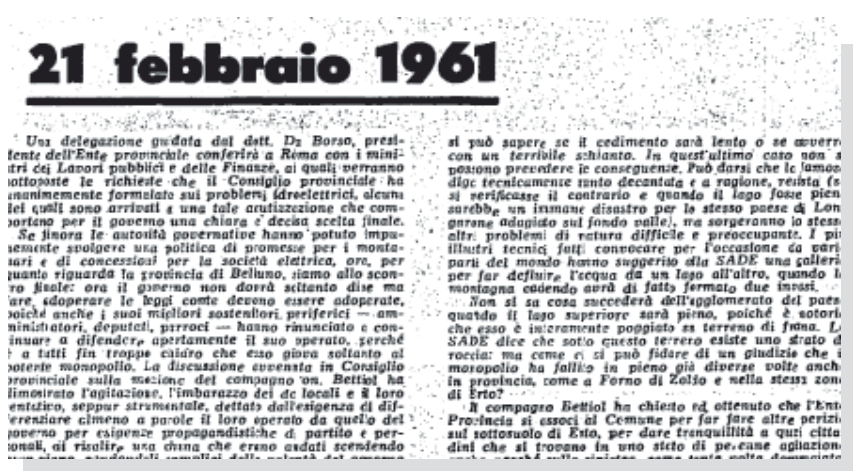 21 febbraio 1961
Una delegazione guidata dal dott. Da Borso, presi-
dente dell'Ente provinciale conferirà a Roma con i mini-
stri dei Lavori pubblici e delle Finanze, ai quali verranno
sottoposte le richieste che il Consiglio provinciale ha
unanimemente formulato sui problemi idroelettrici, alcuni
dei quali sono arrivati a una tale acutizzazione che com-
portano per il governo una chiara e decisa scelta finale.
Se finora le autorità governative hanno potuto impu-
nemente svolgere una politica di promesse per i monta-
nari e di concessioni per la società elettrica, ora, per
quanto riguarda la provincia di Belluno, siamo allo scon-
tro finale: ora il governo non dovrà soltanto dire ma
fare, adoperare le leggi come devono essere adoperate,
poiché anche i suoi migliori sostenitori periferici — am-
ministratori, deputati, parroci — hanno rinunciato a con-
tinuare a difendere apertamente il suo operato, perché
è a tutti fin troppo chiaro che esso giova soltanto al
potente monopolio. La discussione avvenuta in Consiglio
provinciale sulla mozione del compagno on. Bettiol ha
dimostrato l'agitazione, l'imbarazzo dei dc locali e il loro
tentativo, seppur strumentale, dettato dall'esigenza di dif-
ferenziare almeno a parole il loro operato da quello del
governo per esigenze propagandistiche di partito e per-
sonali, di risalire una china che erano andati scendendo
si può sapere se il cedimento sarà lento o se avverrà
con un terribile schianto. In quest'ultimo caso non si
possono prevedere le conseguenze. Può darsi che la famosa
diga tecnicamente tanto decantata e a ragione, resista (se
si verificasse il contrario e quando il lago fosse pieno
sarebbe un immane disastro per lo stesso paese di Lon-
garone adagiato sul fondo valle), ma sorgeranno lo stesso
altri problemi di natura difficile e preoccupante. I più
illustri tecnici fatti convocare per l'occasione da varie
parti del mondo hanno suggerito alla SADE una galleria
per far defluire l'acqua da un lago all'altro, quando la
montagna cadendo avrà di fatto fermato due invasi.
Non si sa cosa succederà dell'agglomerato del paese
quando il lago superiore sarà pieno, poiché è notorio
che esso è interamente poggiato su terreno di frana. La
SADE dice che sotto questo terreno esiste uno strato di
roccia: ma come ci si può fidare di un giudizio che il
monopolio ha fallito in pieno già diverse volte anche
in provincia, come a Forno di Zoldo e nella stessa zona
di Erto?
Il compagno Bettiol ha chiesto ed ottenuto che l'Ente
Provincia si associ al Comune per far fare altre perizie
sul sottosuolo di Erto, per dare tranquillità a quei citta-
dini che si trovano in uno stato di perenne agitazione